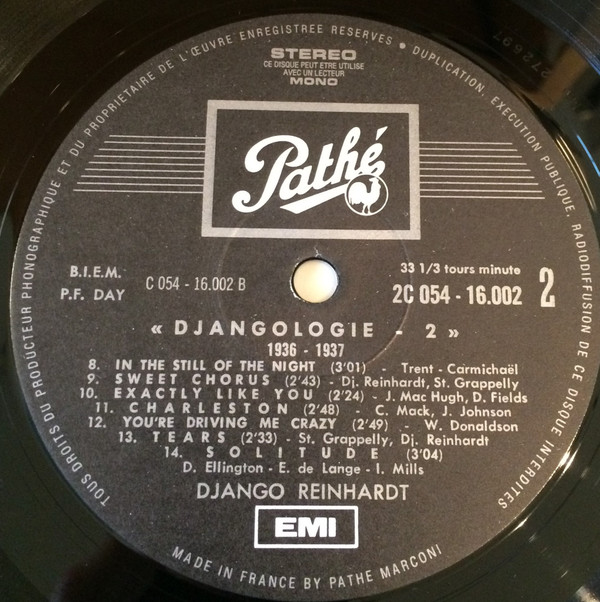 TOUS DROITS DU PRODUCTEUR PHONOGRAPHIQUE ET DU PROPRIETAIRE DE L'ŒUVRE ENREGISTREE RESERVES • DUPLICATION, EXECUTION PUBLIQUE, RADIODIFFUSION DE CE DISQUE INTERDITES
272697
STEREO
CE DISQUE PEUT ETRE UTILISE
AVEC UN LECTEUR
MONO
Pathé
B.I.E.M. C 054 - 16.002 B 33 1/3 tours minute
P.F. DAY 2C 054 - 16.002 2
« DJANGOLOGIE - 2 »
1936 - 1937
8. IN THE STILL OF THE NIGHT (3'01) - Trent - Carmichaël
9. SWEET CHORUS (2'43) - Dj. Reinhardt, St. Grappelly
10. EXACTLY LIKE YOU (2'24) - J. Mac Hugh, D. Fields
11. CHARLESTON (2'48) - C. Mack, J. Johnson
12. YOU'RE DRIVING ME CRAZY (2'49) - W. Donaldson
13. TEARS (2'33) - St. Grappelly, Dj. Reinhardt
14. SOLITUDE (3'04)
D. Ellington - E. de Lange - I. Mills
DJANGO REINHARDT
EMI
MADE IN FRANCE BY PATHE MARCONI